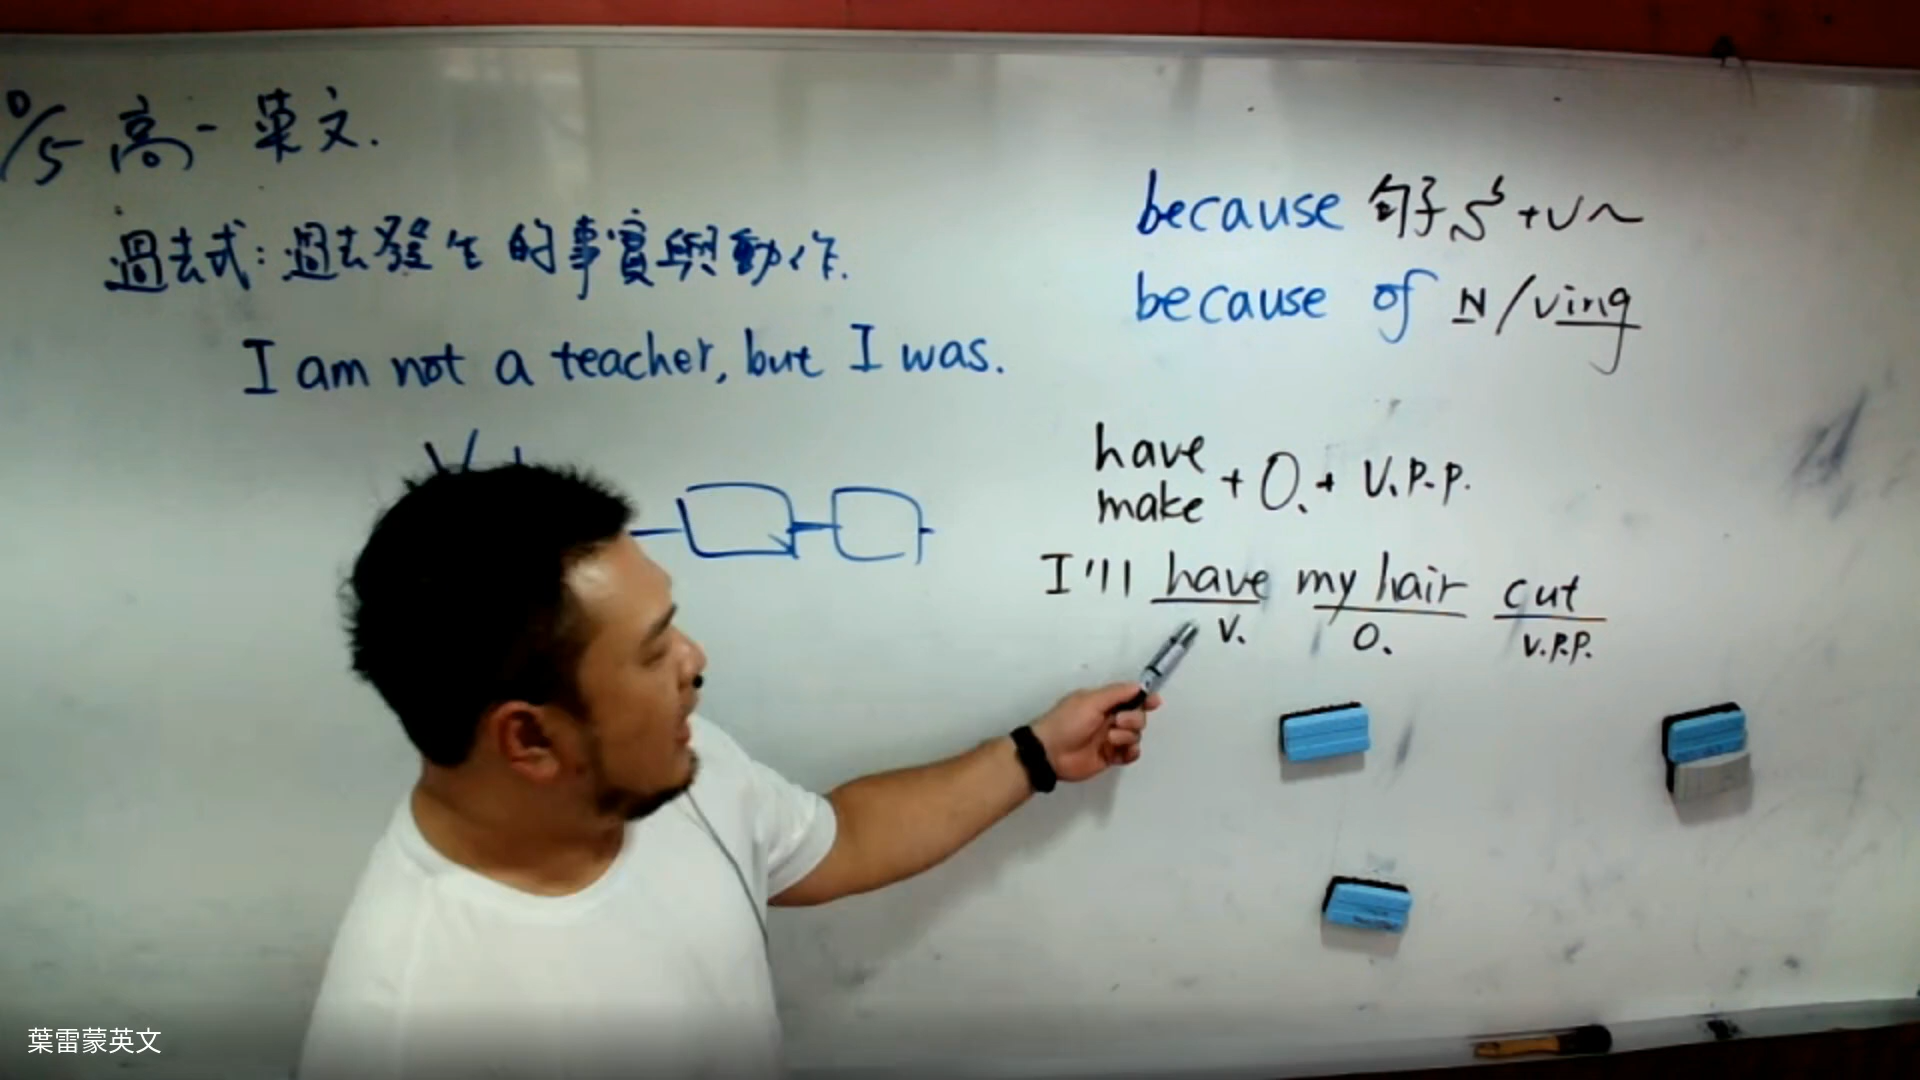 /5 高一英文.
過去式:過去發生的事實與動作.
I am not a teacher, but I was.
because 句子 S+V~
because of N/Ving
have
make + O. + V.P.P.
I'll have my hair cut
V. O. V.P.P.
葉雷蒙英文